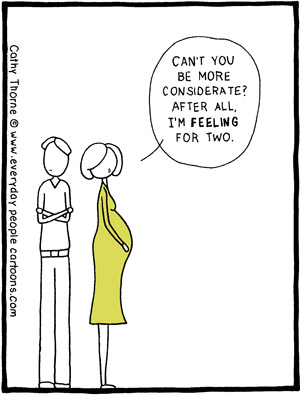 CAN'T YOU
BE MORE
CONSIDERATE?
AFTER ALL,
I'M FEELING
FOR TWO.
Cathy Thorne © www.everyday people cartoons.com